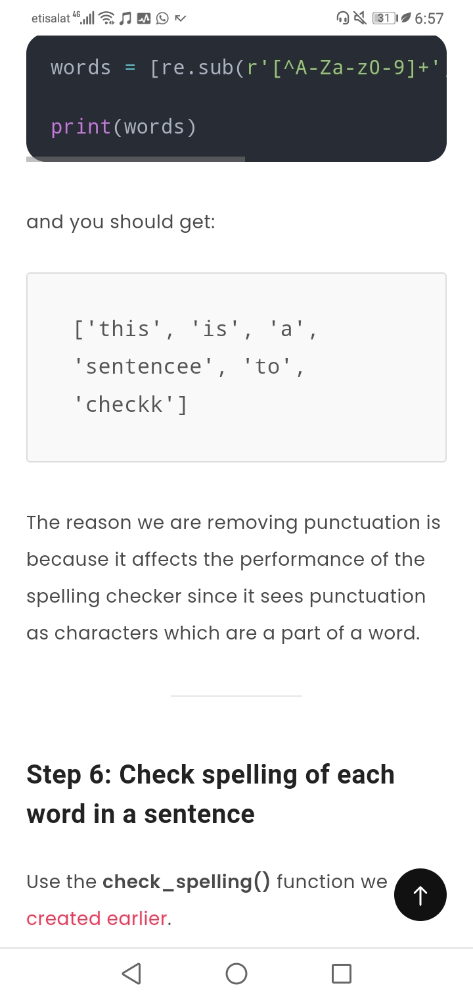 etisalat 4G 31 6:57
words = [re.sub(r'[^A-Za-z0-9]+'
print(words)
and you should get:
['this', 'is', 'a',
'sentencee', 'to',
'checkk']
The reason we are removing punctuation is
because it affects the performance of the
spelling checker since it sees punctuation
as characters which are a part of a word.
Step 6: Check spelling of each
word in a sentence
Use the check_spelling() function we
created earlier.